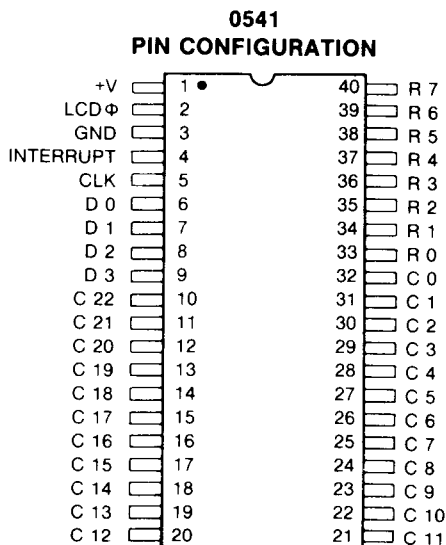 0541
PIN CONFIGURATION
+V 1 40 R 7
LCDΦ 2 39 R 6
GND 3 38 R 5
INTERRUPT 4 37 R 4
CLK 5 36 R 3
D 0 6 35 R 2
D 1 7 34 R 1
D 2 8 33 R 0
D 3 9 32 C 0
C 22 10 31 C 1
C 21 11 30 C 2
C 20 12 29 C 3
C 19 13 28 C 4
C 18 14 27 C 5
C 17 15 26 C 6
C 16 16 25 C 7
C 15 17 24 C 8
C 14 18 23 C 9
C 13 19 22 C 10
C 12 20 21 C 11